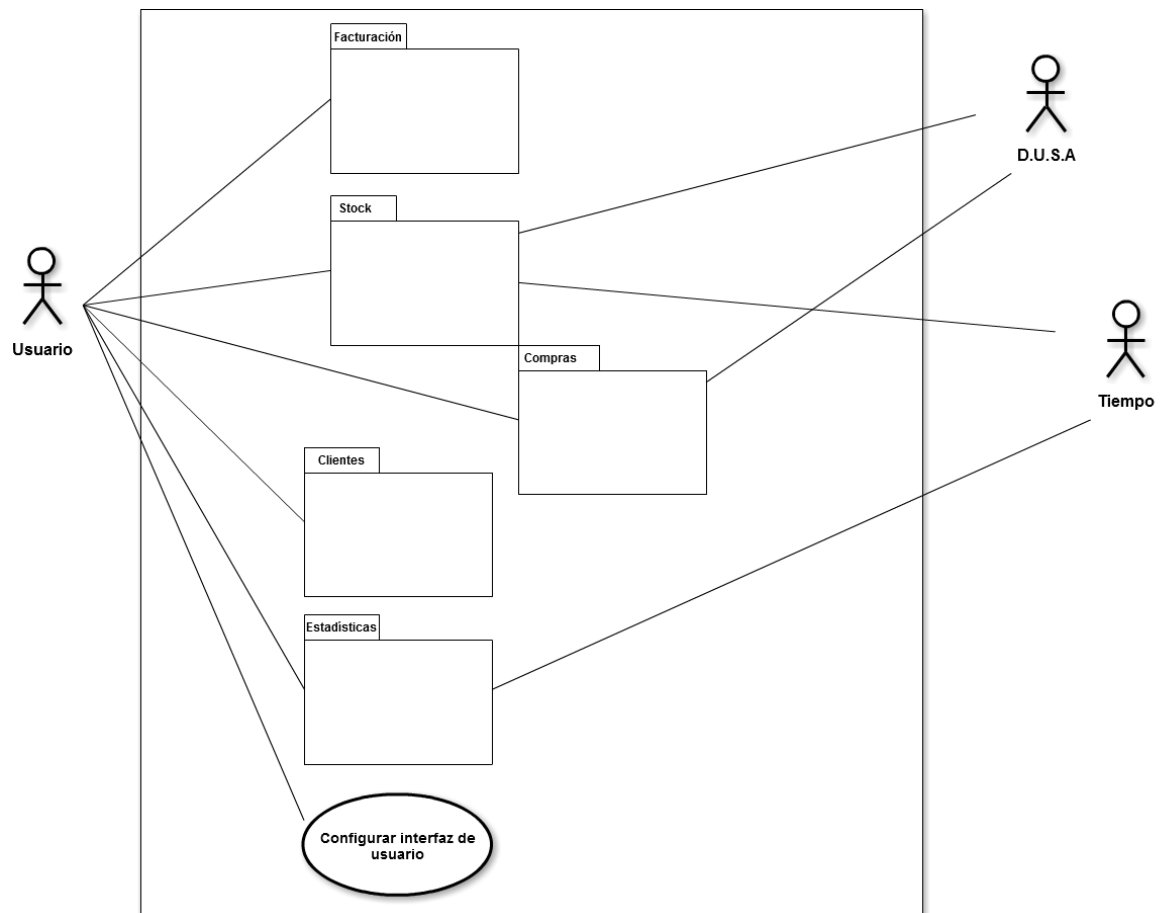 Facturación
D.U.S.A
Stock
Usuario
Compras
Tiempo
Clientes
Estadísticas
Configurar interfaz de
usuario